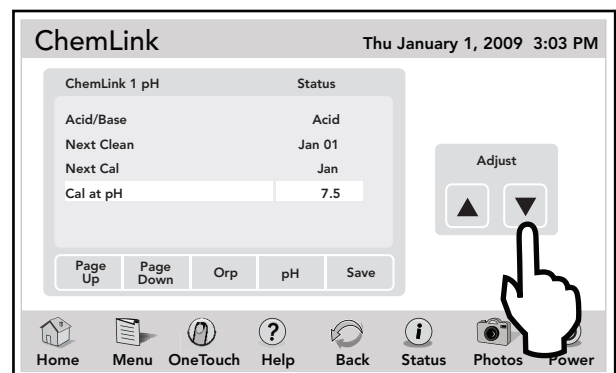 ChemLink Thu January 1, 2009 3:03 PM
ChemLink 1 pH Status
Acid/Base Acid
Next Clean Jan 01
Next Cal Jan
Cal at pH 7.5
Adjust
Page Up Page Down Orp pH Save
Home Menu OneTouch Help Back Status Photos Power